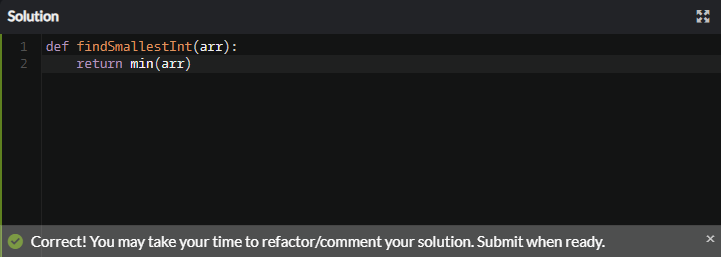 Solution
1 def findSmallestInt(arr):
2     return min(arr)
Correct! You may take your time to refactor/comment your solution. Submit when ready.